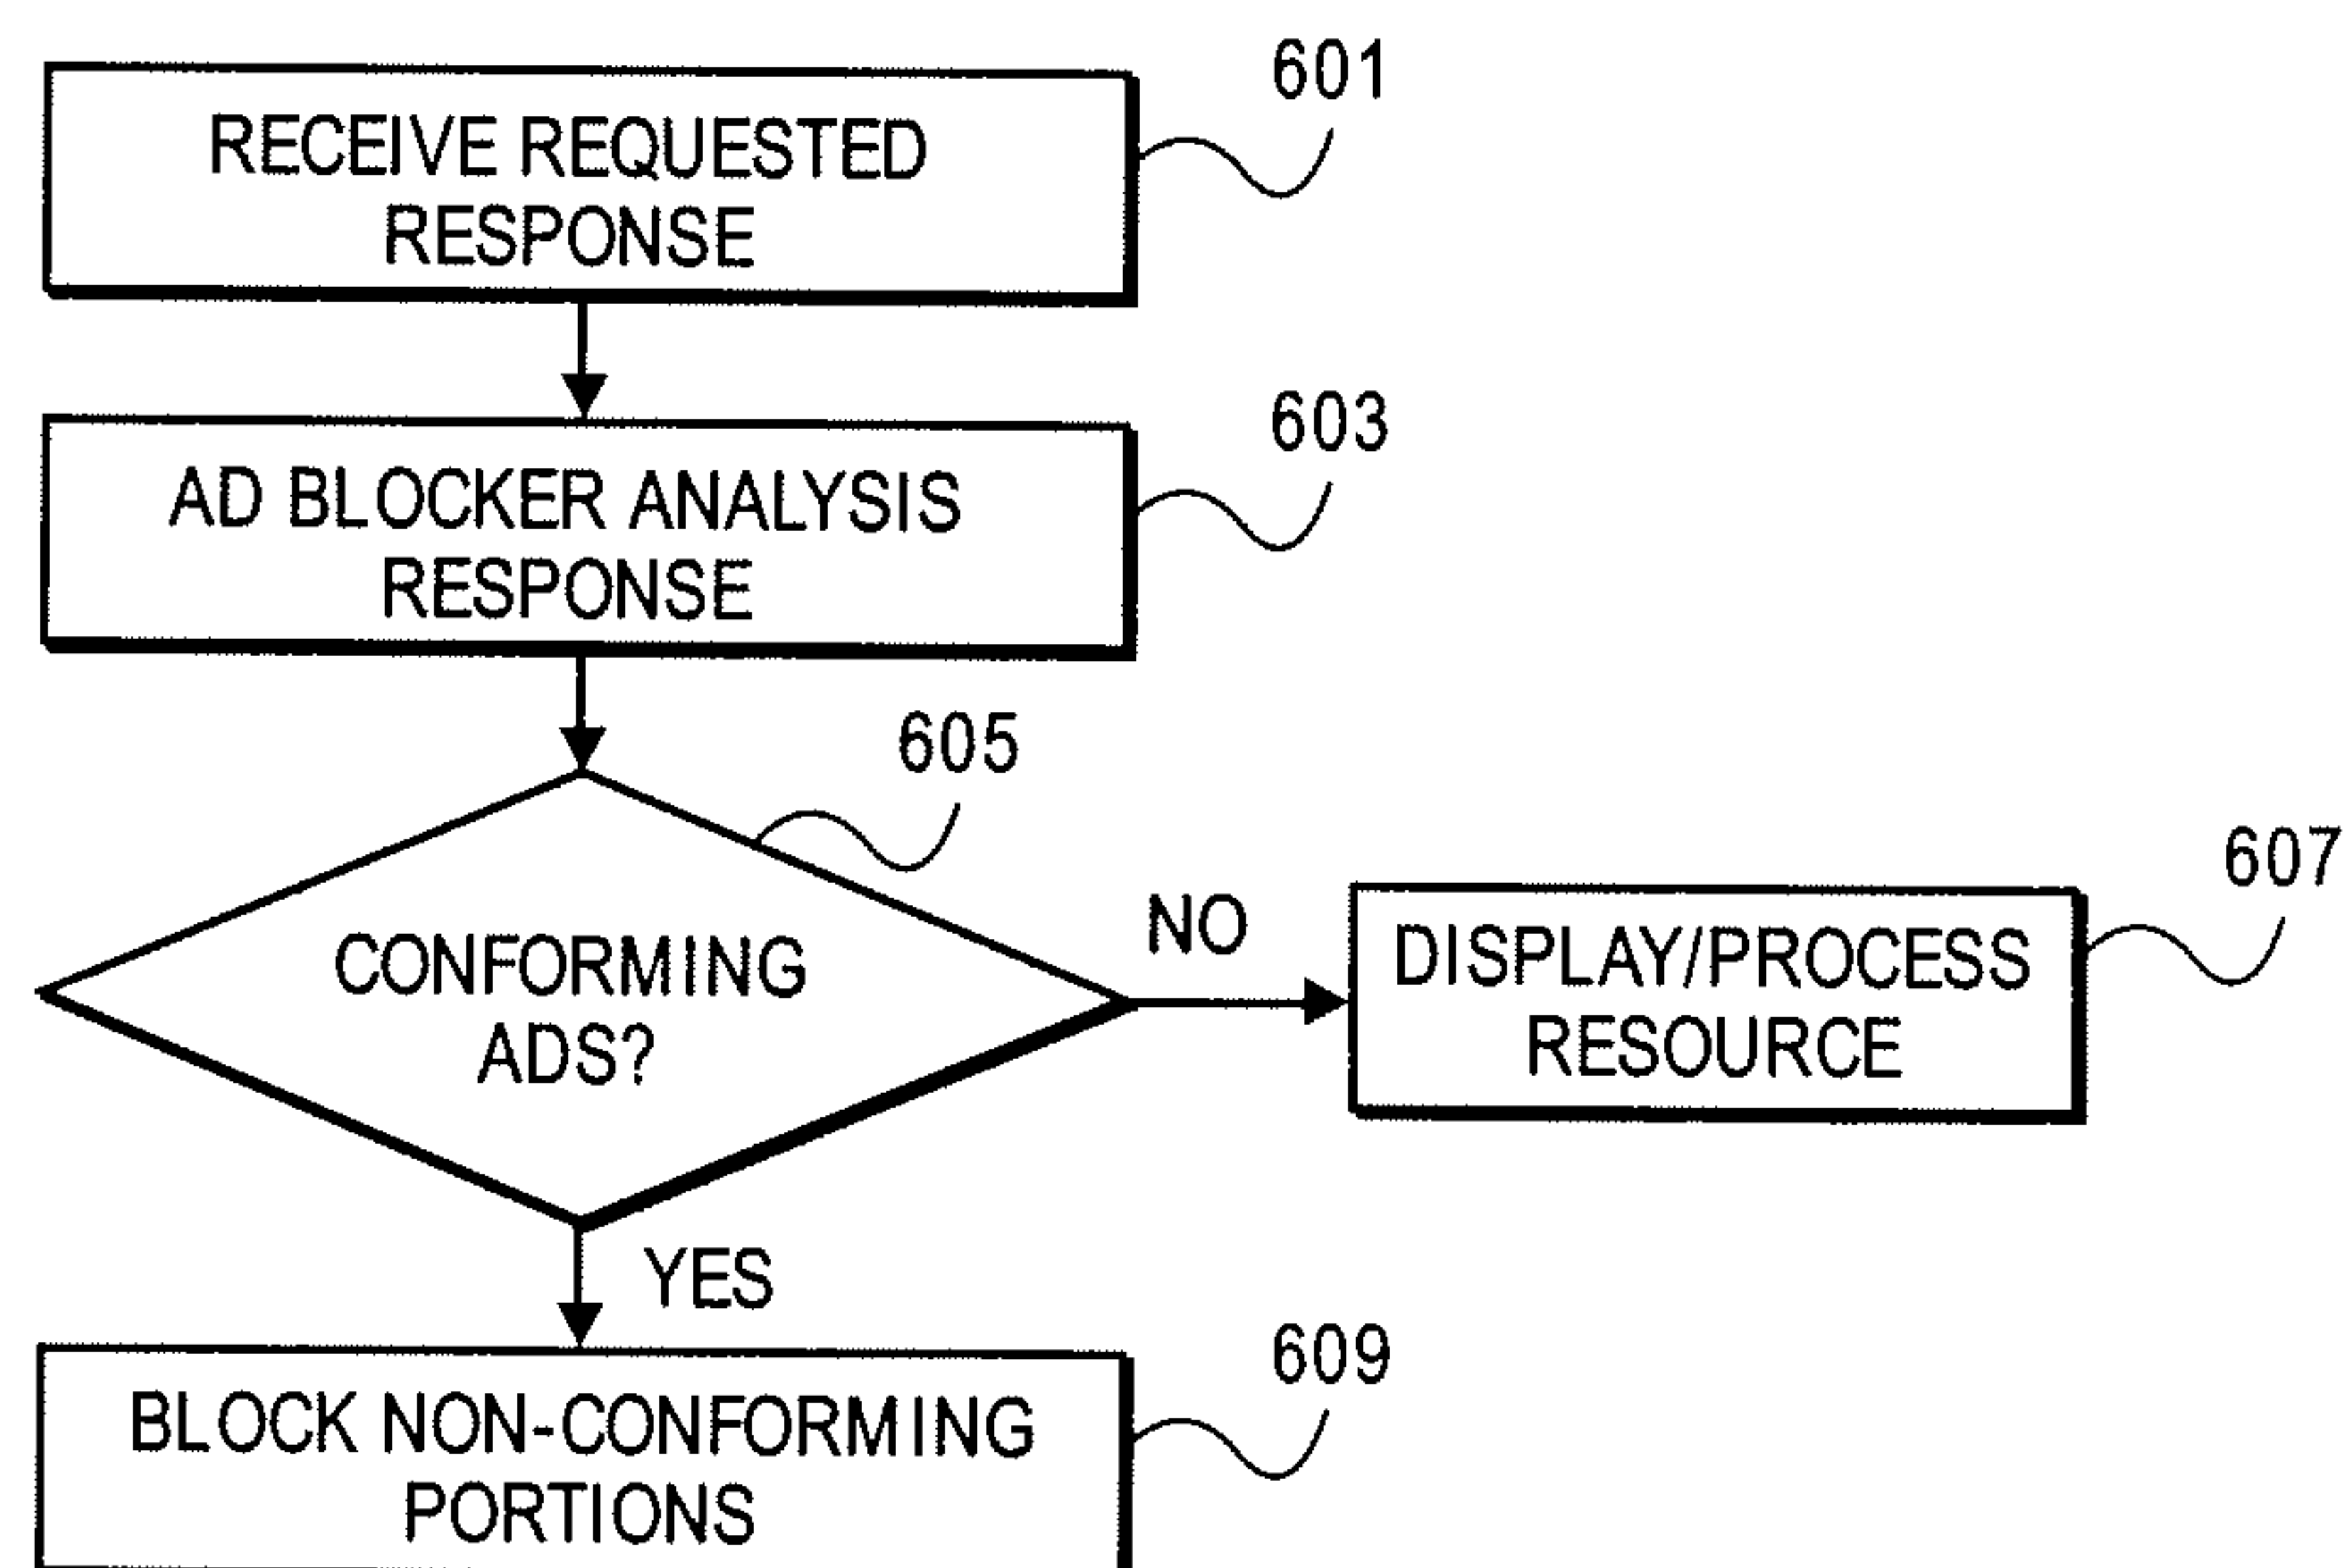 601
RECEIVE REQUESTED
RESPONSE
603
AD BLOCKER ANALYSIS
RESPONSE
605
CONFORMING
ADS?
NO
607
DISPLAY/PROCESS
RESOURCE
YES
609
BLOCK NON-CONFORMING
PORTIONS